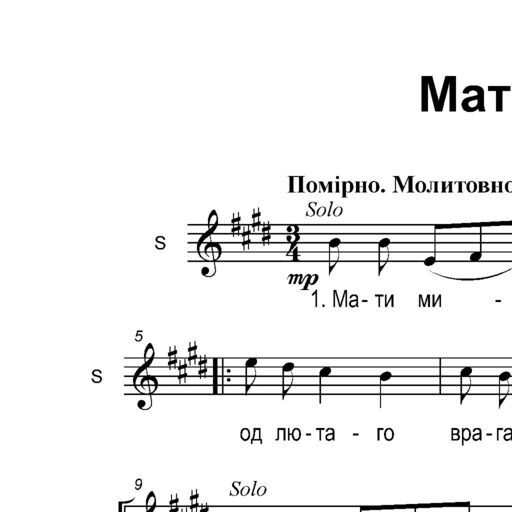 Мат
Помірно. Молитовно
Solo
S
3
4
mp
1. Ма- ти ми -
5
S
од лю-та - го вра-га
9
Solo